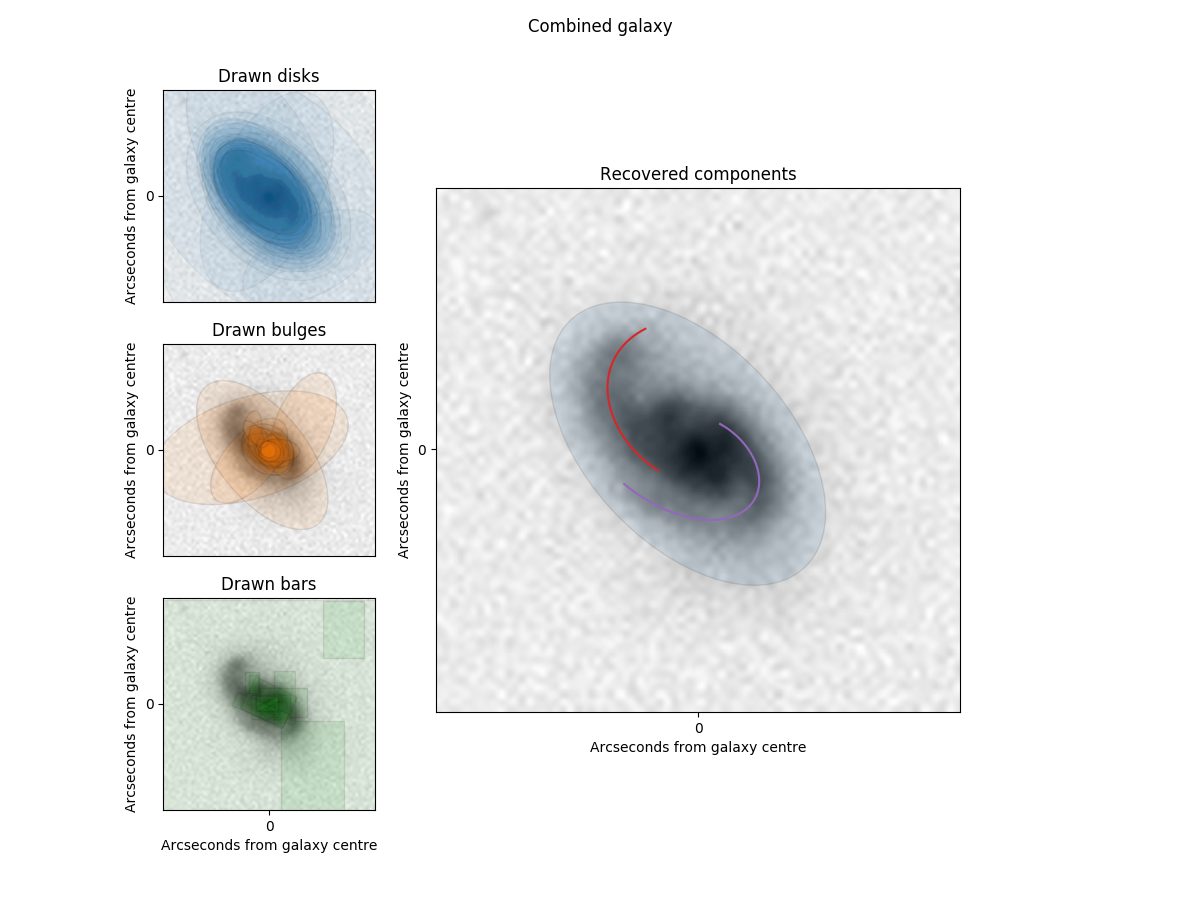 Combined galaxy
Drawn disks
Arcseconds from galaxy centre
0
Drawn bulges
Arcseconds from galaxy centre
0
Drawn bars
Arcseconds from galaxy centre
0
0
Arcseconds from galaxy centre
Recovered components
Arcseconds from galaxy centre
0
0
Arcseconds from galaxy centre